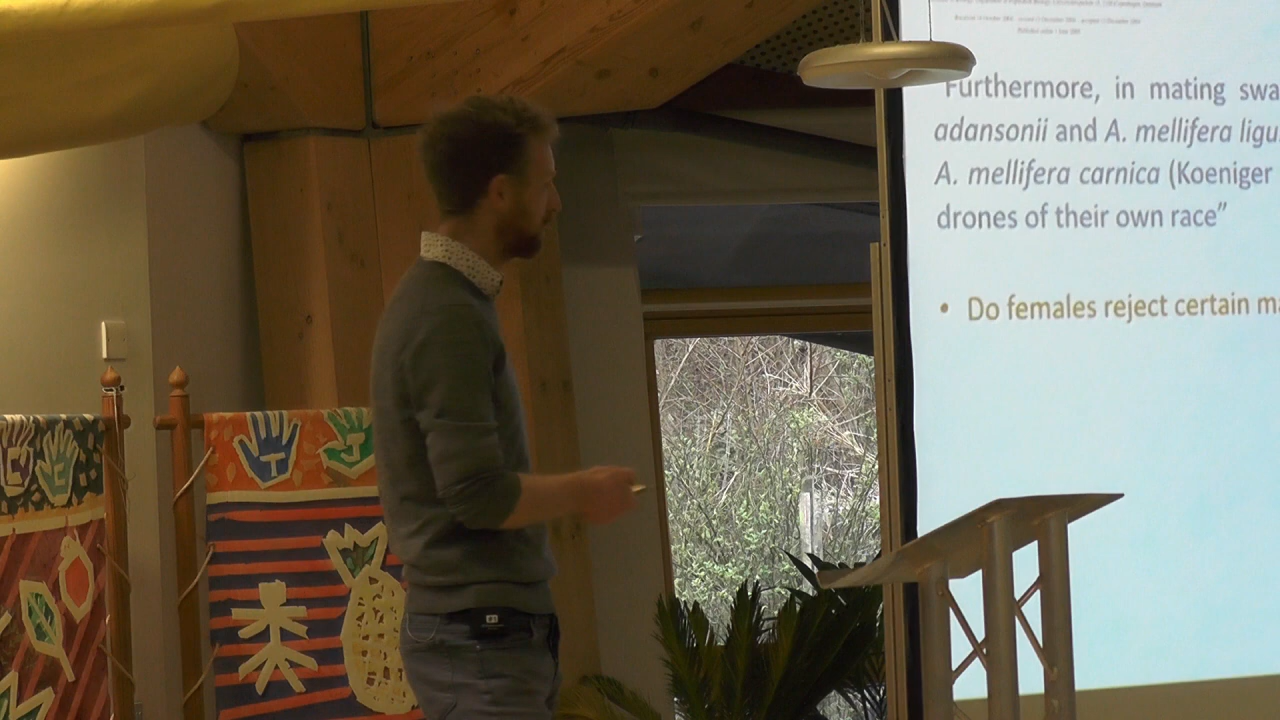 Furthermore, in mating swa
adansonii and A. mellifera ligu
A. mellifera carnica (Koeniger
drones of their own race”
• Do females reject certain ma
T
J